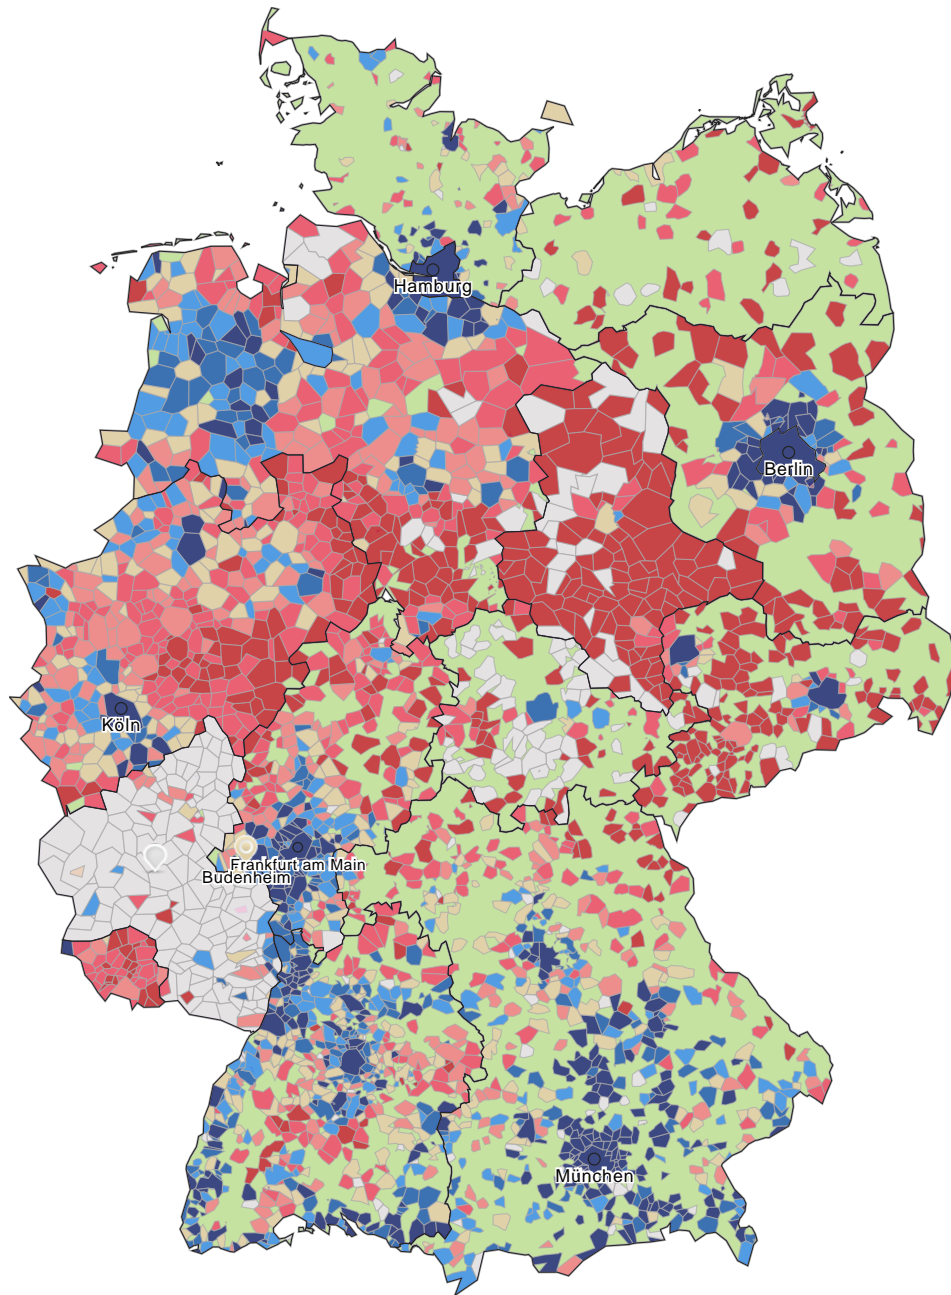 Hamburg
Berlin
Köln
Frankfurt am Main
Budenheim
München